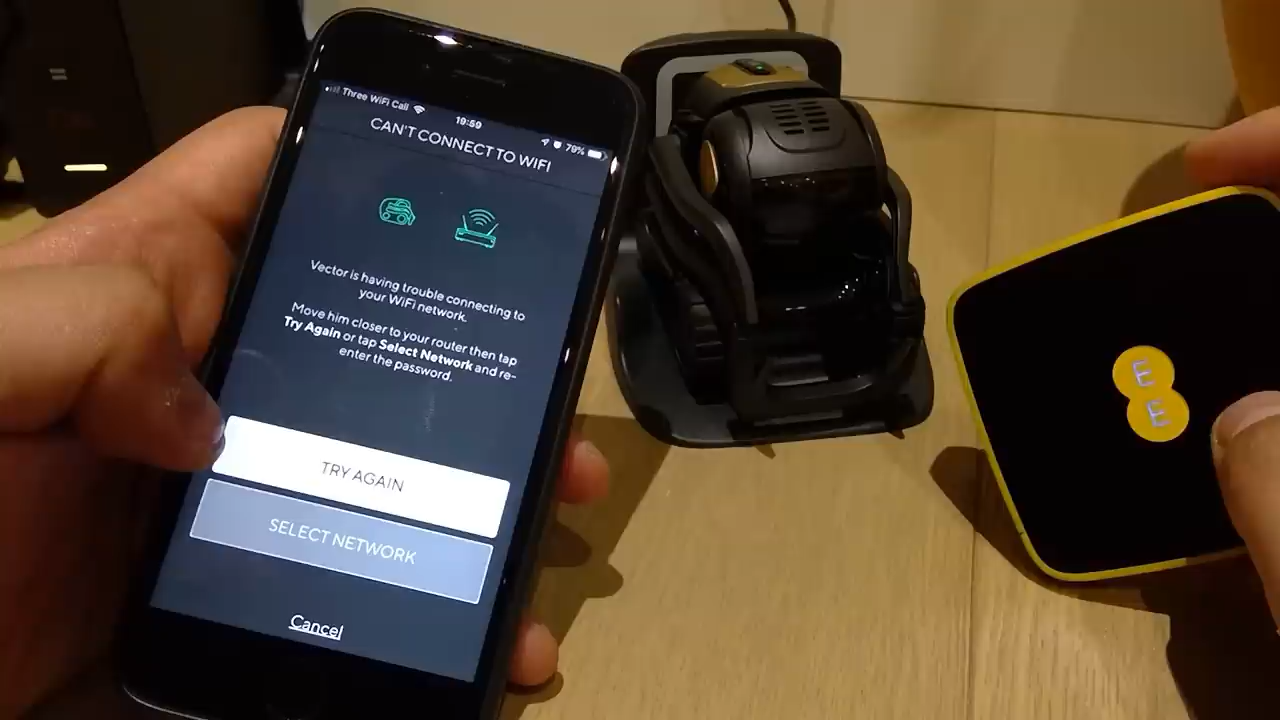 Three WiFi Call
19:59
79%
CAN'T CONNECT TO WIFI
Vector is having trouble connecting to
your WiFi network.
Move him closer to your router then tap
Try Again or tap Select Network and re-
enter the password.
TRY AGAIN
SELECT NETWORK
Cancel
E
E